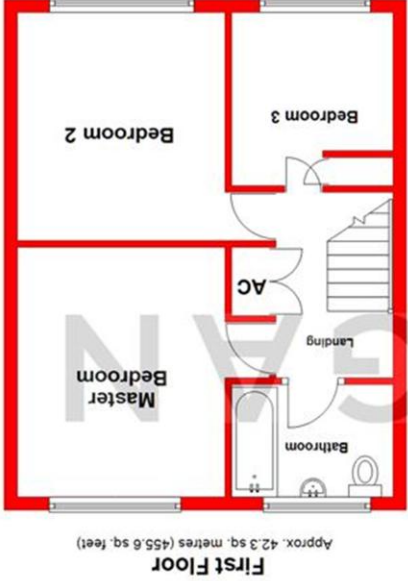 First Floor
Approx. 42.3 sq. metres (455.6 sq. feet)
Bathroom
Master
Bedroom
GAN
Landing
AC
Bedroom 3
Bedroom 2